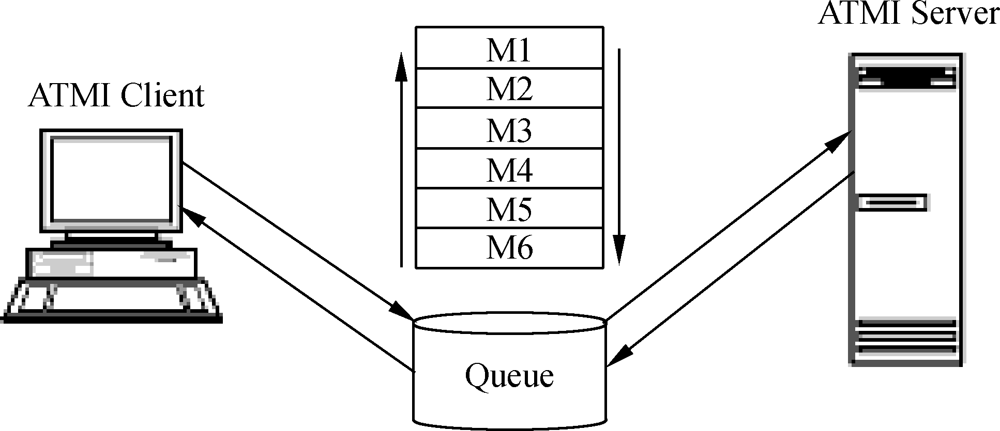 ATMI Server
ATMI Client
M1
M2
M3
M4
M5
M6
Queue